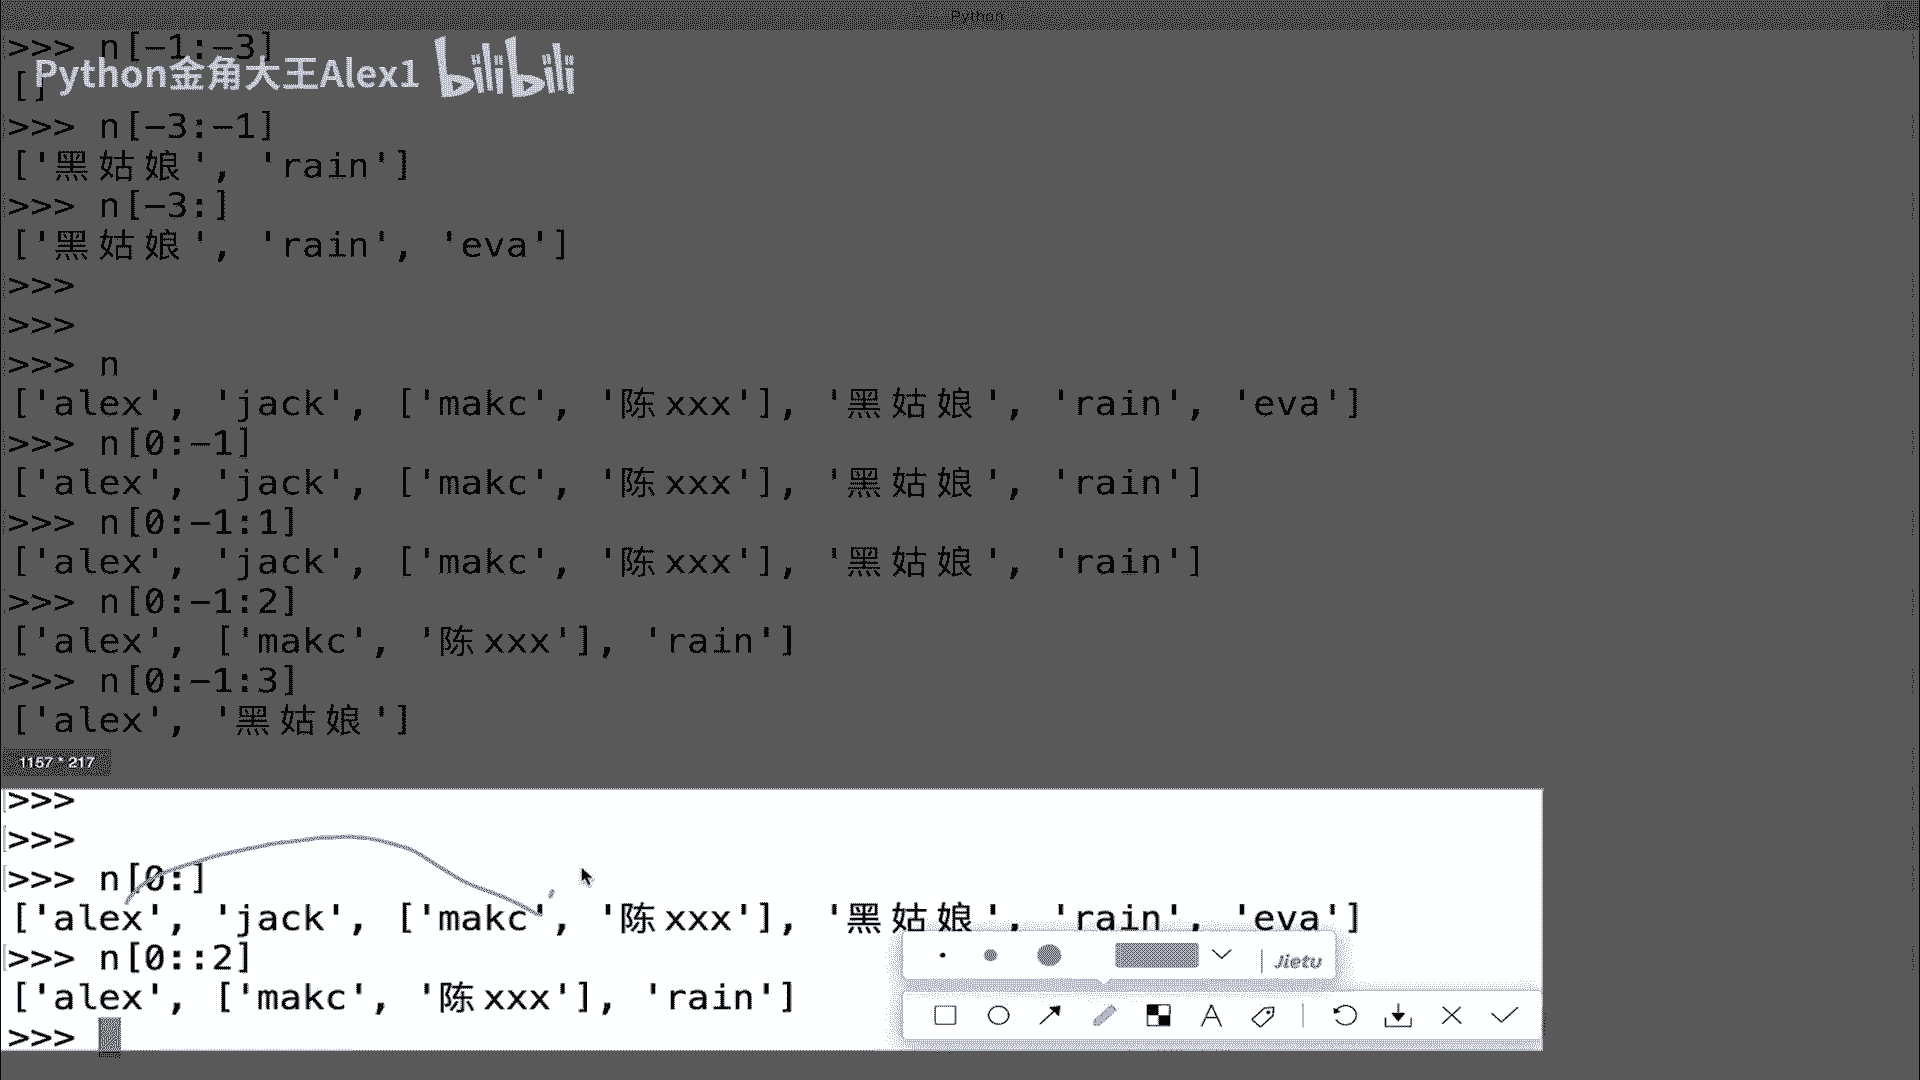 Python
>>> n[-1:-3]
Python金角大王Alex1 bilibili
[]
>>> n[-3:-1]
['黑姑娘', 'rain']
>>> n[-3:]
['黑姑娘', 'rain', 'eva']
>>>
>>>
>>> n
['alex', 'jack', ['makc', '陈xxx'], '黑姑娘', 'rain', 'eva']
>>> n[0:-1]
['alex', 'jack', ['makc', '陈xxx'], '黑姑娘', 'rain']
>>> n[0:-1:1]
['alex', 'jack', ['makc', '陈xxx'], '黑姑娘', 'rain']
>>> n[0:-1:2]
['alex', ['makc', '陈xxx'], 'rain']
>>> n[0:-1:3]
['alex', '黑姑娘']
1157 * 217
>>>
>>>
>>> n[0:]
['alex', 'jack', ['makc', '陈xxx'], '黑姑娘', 'rain', 'eva']
>>> n[0::2]
['alex', ['makc', '陈xxx'], 'rain']
Jietu
>>>
A